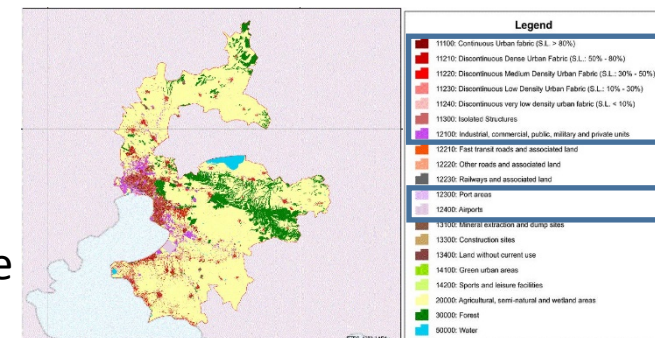 Legend
11100: Continuous Urban fabric (S.L. > 80%)
11210: Discontinuous Dense Urban Fabric (S.L.: 50% - 80%)
11220: Discontinuous Medium Density Urban Fabric (S.L.: 30% - 50%)
11230: Discontinuous Low Density Urban Fabric (S.L.: 10% - 30%)
11240: Discontinuous very low density urban fabric (S.L. < 10%)
11300: Isolated Structures
12100: Industrial, commercial, public, military and private units
12210: Fast transit roads and associated land
12220: Other roads and associated land
12230: Railways and associated land
12300: Port areas
12400: Airports
13100: Mineral extraction and dump sites
13300: Construction sites
13400: Land without current use
14100: Green urban areas
14200: Sports and leisure facilities
20000: Agricultural, semi-natural and wetland areas
30000: Forest
50000: Water
e